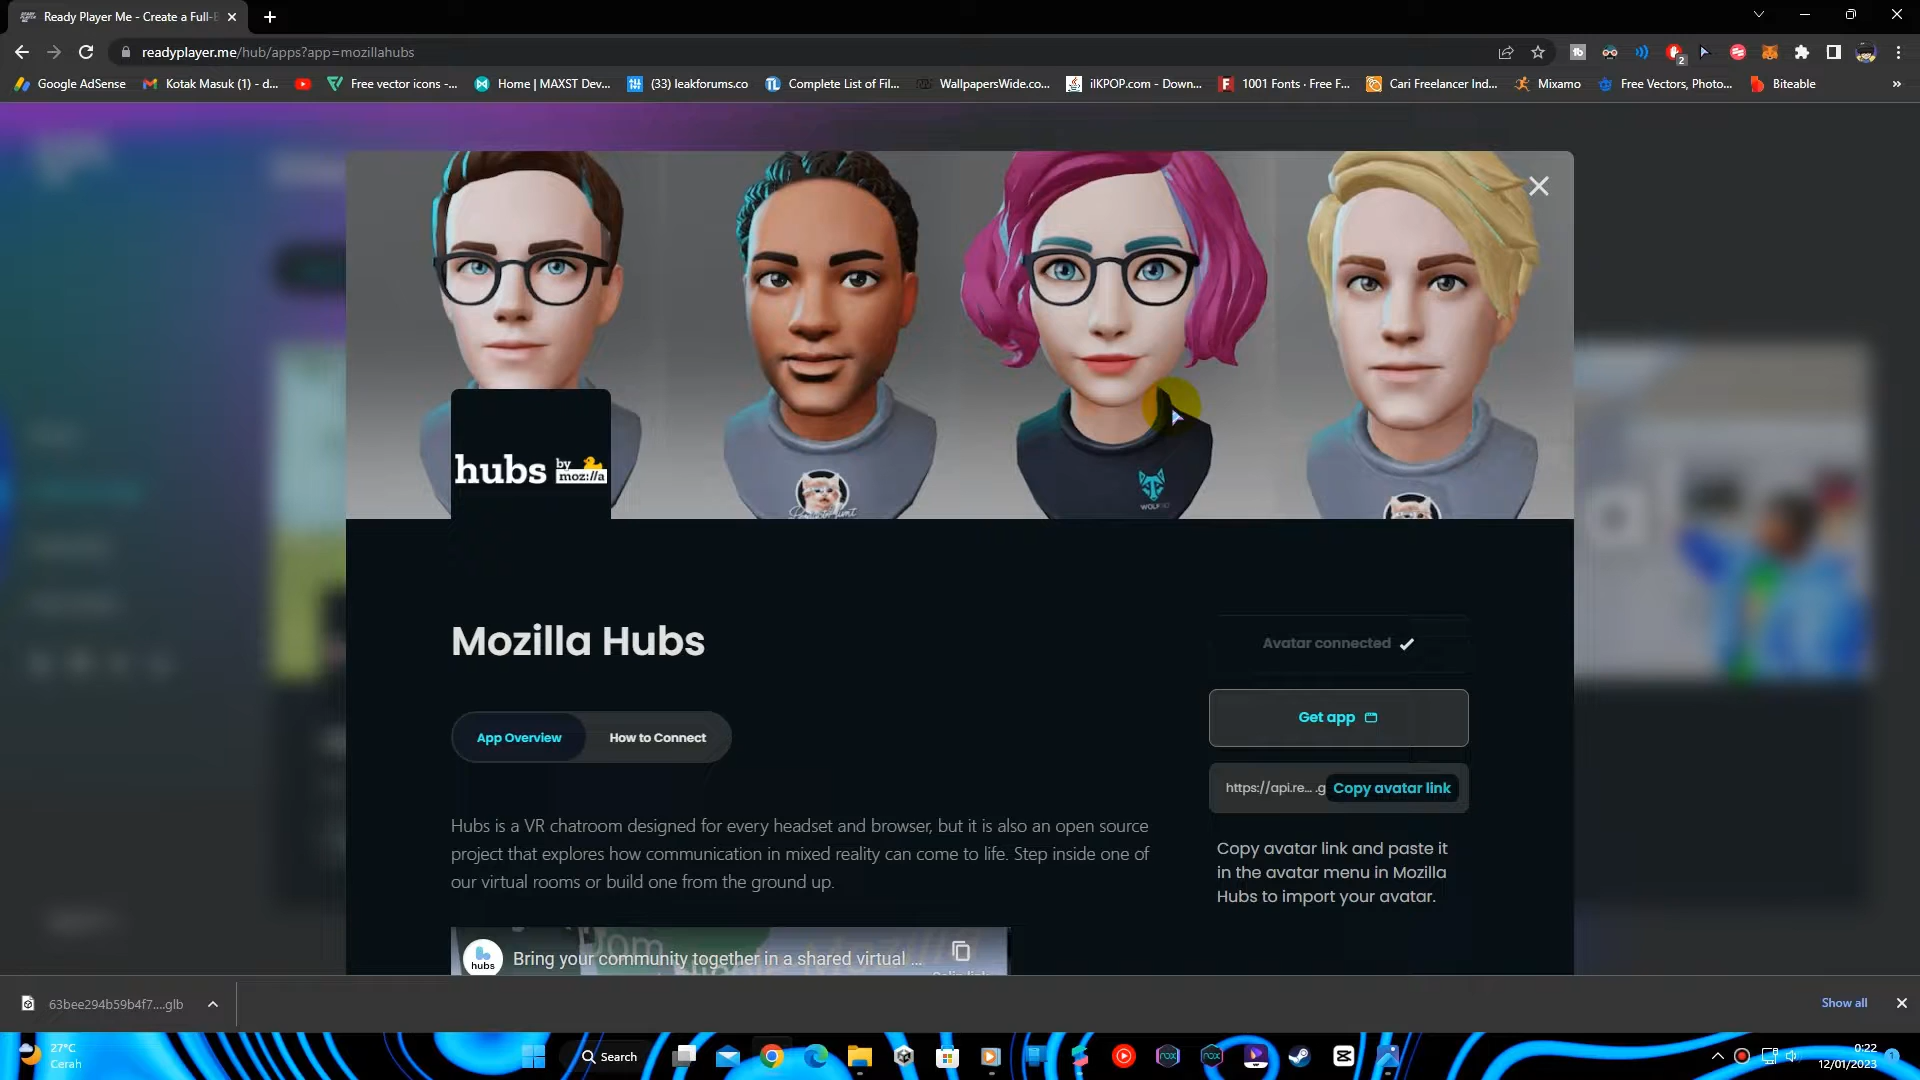 Ready Player Me - Create a Full-B
readyplayer.me/hub/apps?app=mozillahubs
2
Google AdSense
Kotak Masuk (1) - d...
Free vector icons -...
Home | MAXST Dev...
(33) leakforums.co
Complete List of Fil...
WallpapersWide.co...
ilKPOP.com - Down...
1001 Fonts · Free F...
Cari Freelancer Ind...
Mixamo
Free Vectors, Photo...
Biteable
»
hubs by
moz://a
WOLF3D
Mozilla Hubs
Avatar connected
App Overview
How to Connect
Get app
https://api.re... .g
Copy avatar link
Hubs is a VR chatroom designed for every headset and browser, but it is also an open source
project that explores how communication in mixed reality can come to life. Step inside one of
our virtual rooms or build one from the ground up.
Copy avatar link and paste it
in the avatar menu in Mozilla
Hubs to import your avatar.
hubs
Bring your community together in a shared virtual ...
63bee294b59b4f7....glb
Show all
27°C
Cerah
Search
0:22
12/01/2023
1